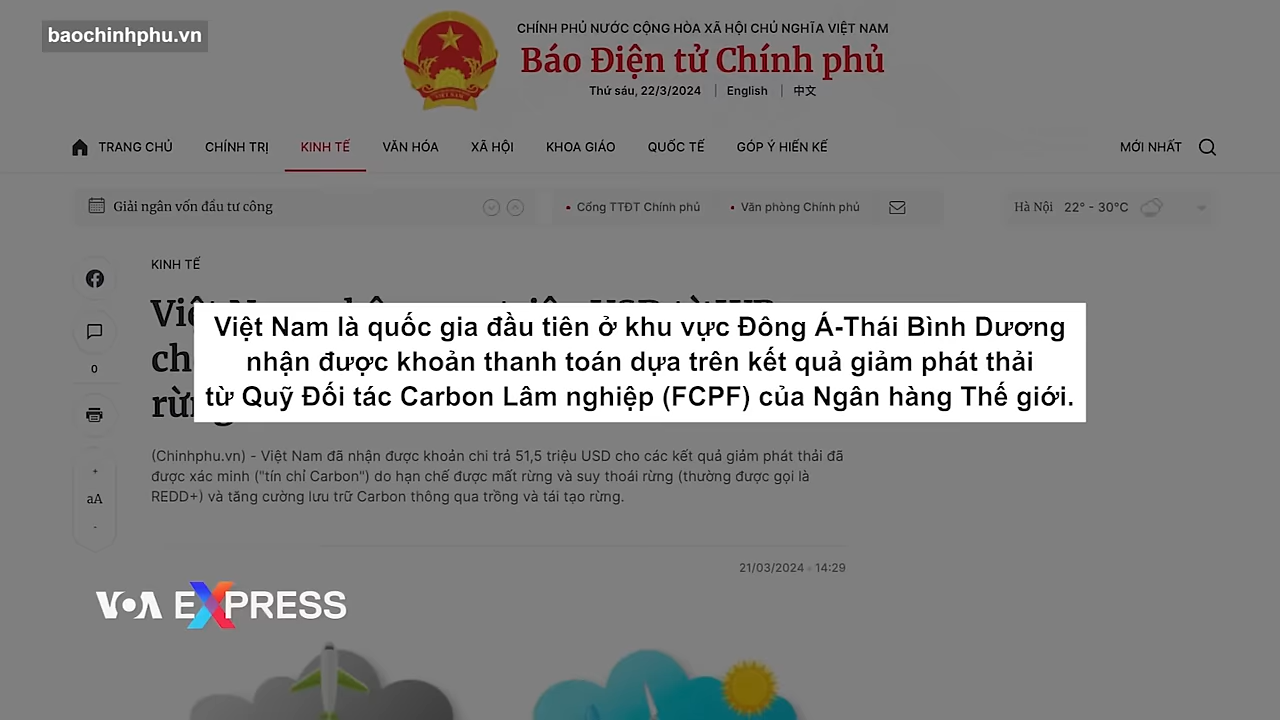 baochinhphu.vn
CHÍNH PHỦ NƯỚC CỘNG HÒA XÃ HỘI CHỦ NGHĨA VIỆT NAM
Báo Điện tử Chính phủ
Thứ sáu, 22/3/2024 | English | 中文
TRANG CHỦ CHÍNH TRỊ KINH TẾ VĂN HÓA XÃ HỘI KHOA GIÁO QUỐC TẾ GÓP Ý HIẾN KẾ MỚI NHẤT
Giải ngân vốn đầu tư công • Cổng TTĐT Chính phủ • Văn phòng Chính phủ Hà Nội 22° - 30°C
KINH TẾ
Việt Nam là quốc gia đầu tiên ở khu vực Đông Á-Thái Bình Dương
nhận được khoản thanh toán dựa trên kết quả giảm phát thải
từ Quỹ Đối tác Carbon Lâm nghiệp (FCPF) của Ngân hàng Thế giới.
0
(Chinhphu.vn) - Việt Nam đã nhận được khoản chi trả 51,5 triệu USD cho các kết quả giảm phát thải đã
được xác minh ("tín chỉ Carbon") do hạn chế được mất rừng và suy thoái rừng (thường được gọi là
REDD+) và tăng cường lưu trữ Carbon thông qua trồng và tái tạo rừng.
+
aA
-
21/03/2024 14:29
VOA EXPRESS